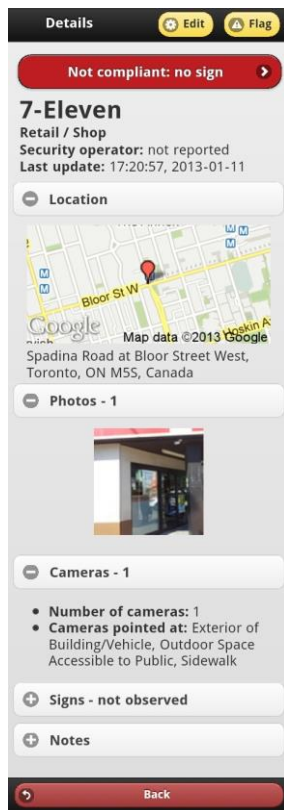 Details
Edit
Flag
Not compliant: no sign
7-Eleven
Retail / Shop
Security operator: not reported
Last update: 17:20:57, 2013-01-11
Location
M M
M
M
M
Bloor St W
Hoskin A
Google
Map data ©2013 Google
Spadina Road at Bloor Street West,
Toronto, ON M5S, Canada
Photos - 1
Cameras - 1
Number of cameras: 1
Cameras pointed at: Exterior of
Building/Vehicle, Outdoor Space
Accessible to Public, Sidewalk
Signs - not observed
Notes
Back